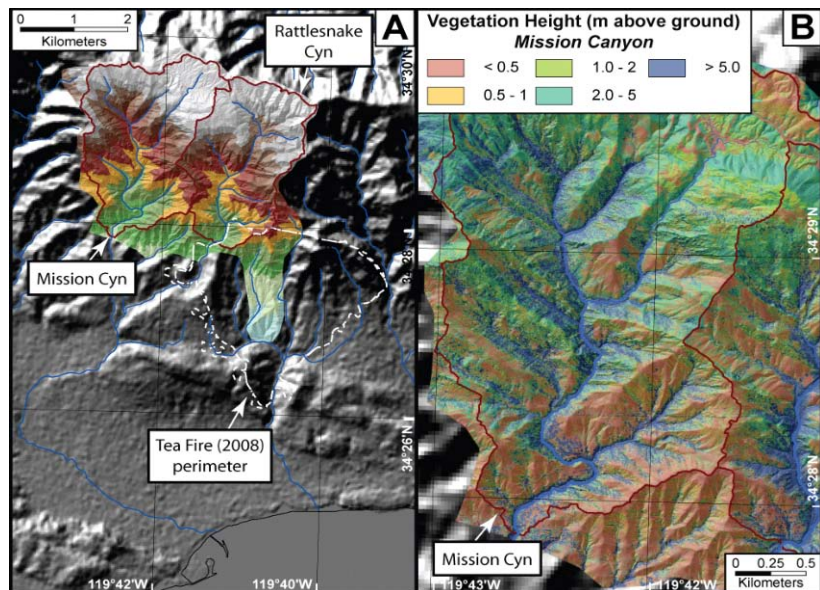 0 1 2
Kilometers
A
Rattlesnake
Cyn
34°30'N
34°28'N
34°26'N
Mission Cyn
Tea Fire (2008)
perimeter
119°42'W
119°40'W
Vegetation Height (m above ground)
Mission Canyon
B
< 0.5
1.0 - 2
> 5.0
0.5 - 1
2.0 - 5
34°29'N
34°28'N
Mission Cyn
119°43'W
119°42'W
0 0.25 0.5
Kilometers